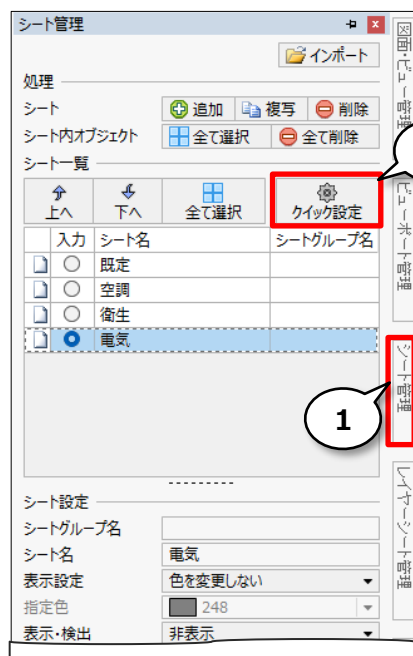 シート管理
インポート
処理
シート 追加 複写 削除
シート内オブジェクト 全て選択 全て削除
シート一覧
上へ 下へ 全て選択 クイック設定
入力 シート名 シートグループ名
既定
空調
衛生
電気
シート設定
シートグループ名
シート名 電気
表示設定 色を変更しない
指定色 248
表示・検出 非表示
図面・ビュー管理
ビューポート管理
シート管理
1
レイヤーシート管理